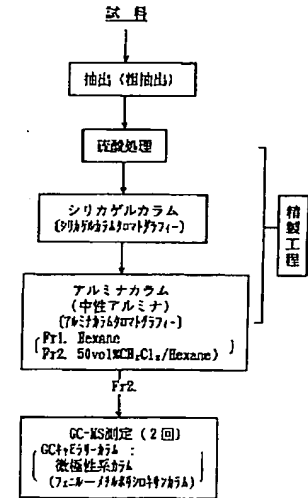 試料
抽出(粗抽出)
硫酸処理
シリカゲルカラム
(シリカゲルカラムクロマトグラフィー)
アルミナカラム
(中性アルミナ)
(アルミナカラムクロマトグラフィー)
Fr1. Hexane
Fr2. 50vol%CH₂Cl₂/Hexane)
Fr2.
GC-MS測定(2回)
GCキャピラリーカラム:
微極性系カラム
(フェニルーメチルポリシロキサンカラム)
精製工程